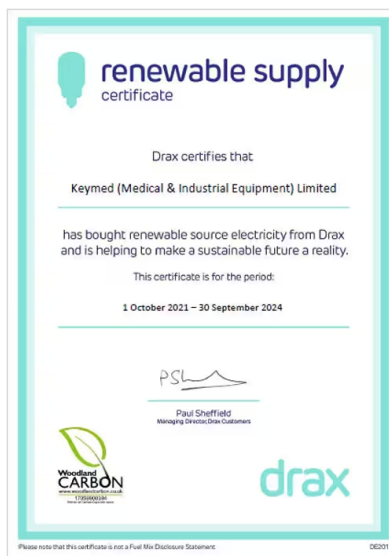 renewable supply
certificate
Drax certifies that
Keymed (Medical & Industrial Equipment) Limited
has bought renewable source electricity from Drax
and is helping to make a sustainable future a reality.
This certificate is for the period:
1 October 2021 – 30 September 2024
Paul Sheffield
Managing Director, Drax Customers
Woodland
CARBON
www.woodlandcarbon.co.uk
drax
Please note that this certificate is not a Fuel Mix Disclosure Statement